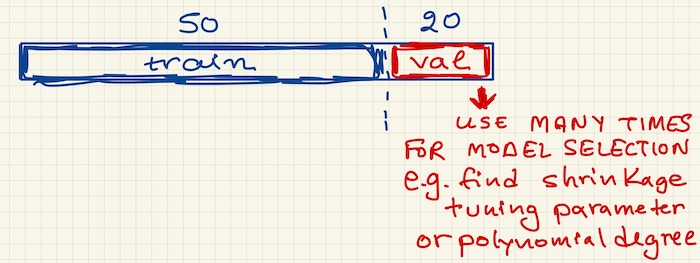 50 20
train val
USE MANY TIMES
FOR MODEL SELECTION
e.g. find shrinkage
tuning parameter
or polynomial degree